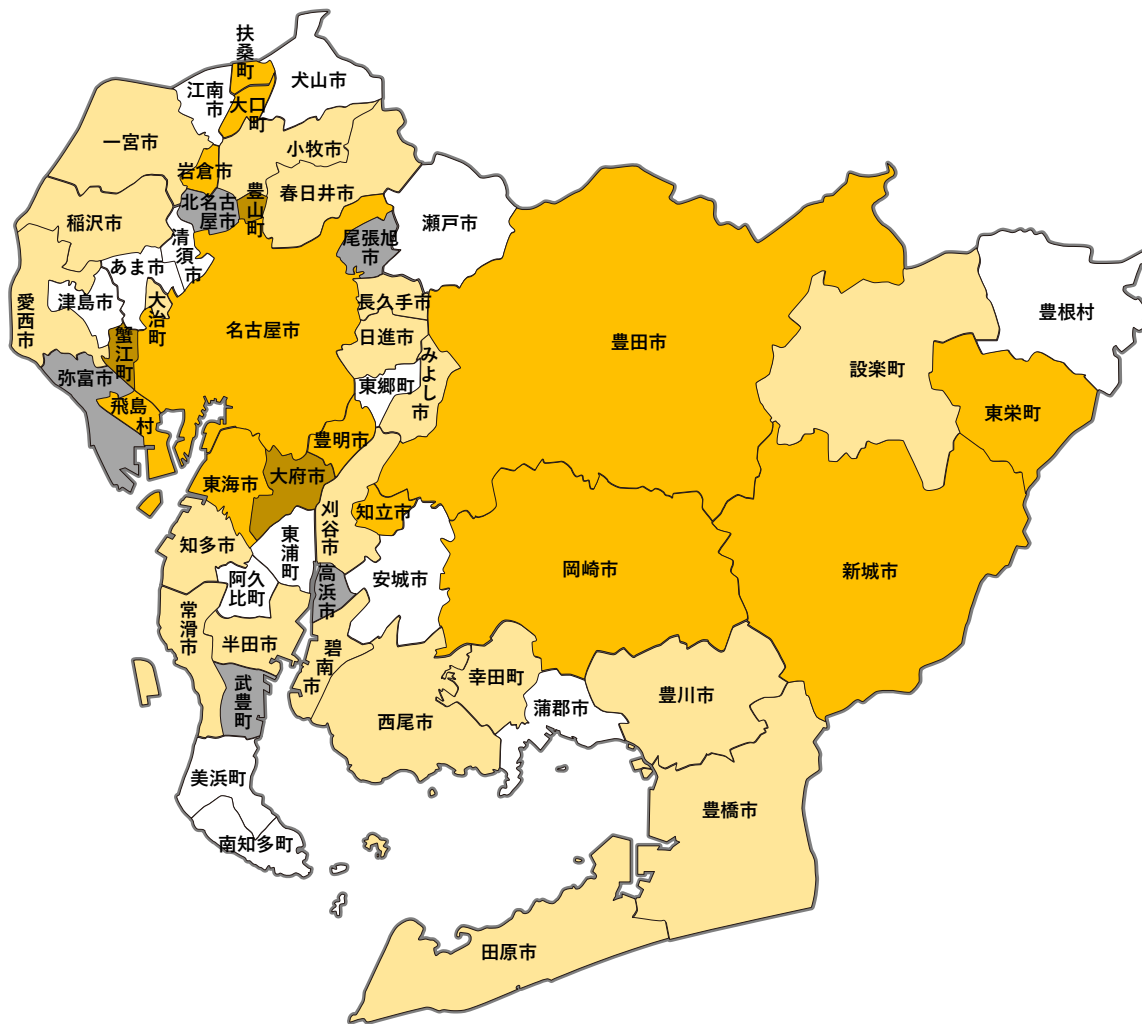 扶桑町
犬山市
江南市
大口町
一宮市
小牧市
岩倉市
春日井市
北名古屋市
豊山町
稲沢市
瀬戸市
清須市
尾張旭市
あま市
愛西市
津島市
大治町
長久手市
豊根村
名古屋市
日進市
豊田市
蟹江町
みよし市
設楽町
弥富市
東郷町
飛島村
東栄町
豊明市
東海市
大府市
知立市
刈谷市
知多市
東浦町
岡崎市
新城市
阿久比町
高浜市
安城市
常滑市
半田市
碧南市
幸田町
豊川市
武豊町
西尾市
蒲郡市
美浜町
豊橋市
南知多町
田原市